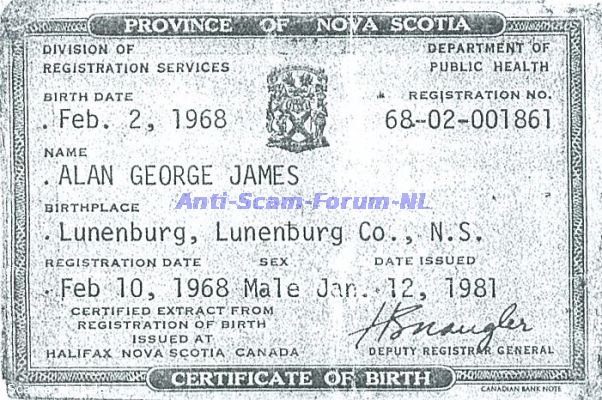 PROVINCE OF NOVA SCOTIA
DIVISION OF
REGISTRATION SERVICES
DEPARTMENT OF
PUBLIC HEALTH
BIRTH DATE
REGISTRATION NO.
. Feb. 2, 1968
68-02-001861
NAME
. ALAN GEORGE JAMES
Anti-Scam-Forum-NL
BIRTHPLACE
. Lunenburg, Lunenburg Co., N.S.
REGISTRATION DATE SEX DATE ISSUED
. Feb 10, 1968 Male Jan. 12, 1981
CERTIFIED EXTRACT FROM
REGISTRATION OF BIRTH
ISSUED AT
HALIFAX NOVA SCOTIA CANADA
DEPUTY REGISTRAR GENERAL
CERTIFICATE OF BIRTH
CANADIAN BANK NOTE